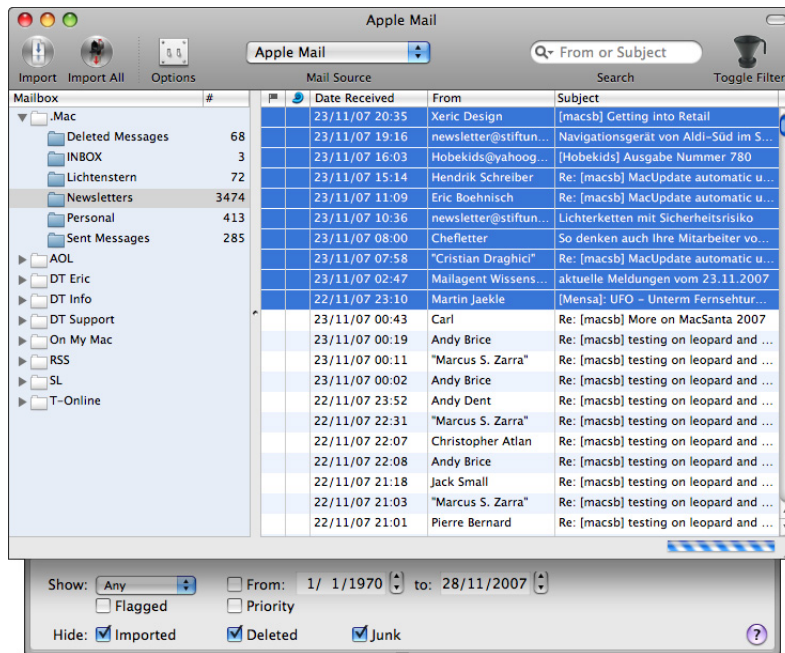 Apple Mail
Apple Mail
From or Subject
Import Import All Options Mail Source Search Toggle Filter
Mailbox # Date Received From Subject
.Mac 23/11/07 20:35 Xeric Design [macsb] Getting into Retail
Deleted Messages 68 23/11/07 19:16 newsletter@stiftun... Navigationsgerät von Aldi-Süd im S...
INBOX 3 23/11/07 16:03 Hobekids@yahoog... [Hobekids] Ausgabe Nummer 780
Lichtenstern 72 23/11/07 15:14 Hendrik Schreiber Re: [macsb] MacUpdate automatic u...
Newsletters 3474 23/11/07 11:09 Eric Boehnisch Re: [macsb] MacUpdate automatic u...
Personal 413 23/11/07 10:36 newsletter@stiftun... Lichterketten mit Sicherheitsrisiko
Sent Messages 285 23/11/07 08:00 Chefletter So denken auch Ihre Mitarbeiter vo...
AOL 23/11/07 07:58 "Cristian Draghici" Re: [macsb] MacUpdate automatic u...
DT Eric 23/11/07 02:47 Mailagent Wissens... aktuelle Meldungen vom 23.11.2007
DT Info 22/11/07 23:10 Martin Jaekle [Mensa]: UFO - Unterm Fernsehtur...
DT Support 23/11/07 00:43 Carl Re: [macsb] More on MacSanta 2007
On My Mac 23/11/07 00:19 Andy Brice Re: [macsb] testing on leopard and ...
RSS 23/11/07 00:11 "Marcus S. Zarra" Re: [macsb] testing on leopard and ...
SL 23/11/07 00:02 Andy Brice Re: [macsb] testing on leopard and ...
T-Online 22/11/07 23:52 Andy Dent Re: [macsb] testing on leopard and ...
22/11/07 22:31 "Marcus S. Zarra" Re: [macsb] testing on leopard and ...
22/11/07 22:07 Christopher Atlan Re: [macsb] testing on leopard and ...
22/11/07 22:08 Andy Brice Re: [macsb] testing on leopard and ...
22/11/07 21:18 Jack Small Re: [macsb] testing on leopard and ...
22/11/07 21:03 "Marcus S. Zarra" Re: [macsb] testing on leopard and ...
22/11/07 21:01 Pierre Bernard Re: [macsb] testing on leopard and ...
Show: Any From: 1/ 1/1970 to: 28/11/2007
Flagged Priority
Hide: Imported Deleted Junk ?